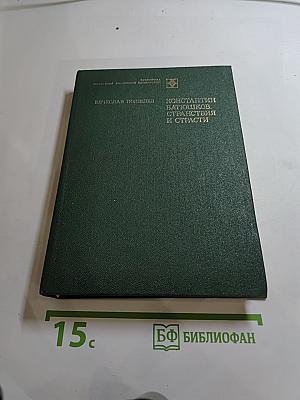 ВЯЧЕСЛАВ КОШЕЛЕВ
КОНСТАНТИН
БАТЮШКОВ.
СТРАНСТВИЯ
И СТРАСТИ
15с
БФ БИБЛИОФАН